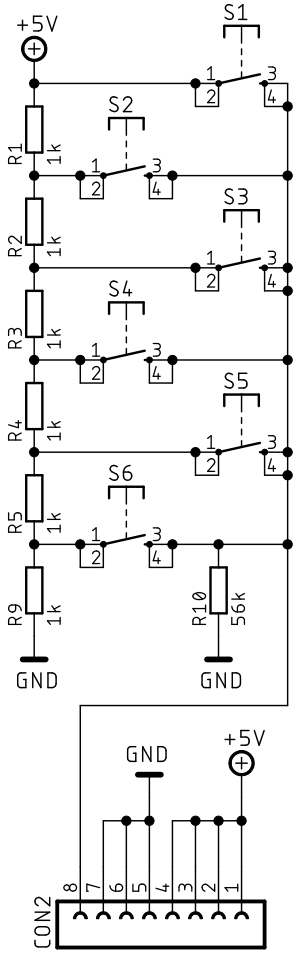 +5V
S1
1 3
2 4
R1 1k
S2
1 3
2 4
R2 1k
S3
1 3
2 4
R3 1k
S4
1 3
2 4
R4 1k
S5
1 3
2 4
R5 1k
S6
1 3
2 4
R9 1k
R10 56k
GND
GND
+5V
GND
8 7 6 5 4 3 2 1
CON2